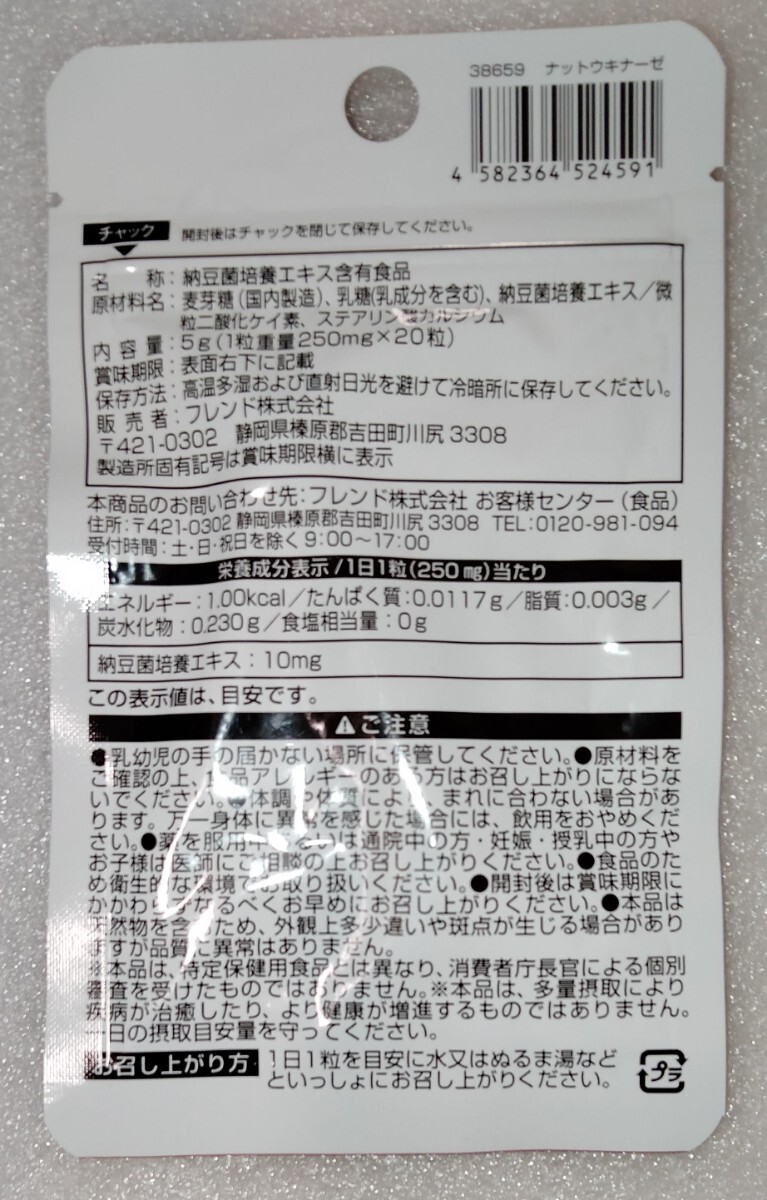 38659 ナットウキナーゼ
4 582364 524591
チャック 開封後はチャックを閉じて保存してください。
名 称：納豆菌培養エキス含有食品
原材料名：麦芽糖（国内製造）、乳糖(乳成分を含む)、納豆菌培養エキス／微
粒二酸化ケイ素、ステアリン酸カルシウム
内容量：5g（1粒重量250mg×20粒）
賞味期限：表面右下に記載
保存方法：高温多湿および直射日光を避けて冷暗所に保存してください。
販売者：フレンド株式会社
〒421-0302 静岡県榛原郡吉田町川尻3308
製造所固有記号は賞味期限横に表示
本商品のお問い合わせ先：フレンド株式会社 お客様センター（食品）
住所：〒421-0302 静岡県榛原郡吉田町川尻3308 TEL：0120-981-094
受付時間：土・日・祝日を除く9：00～17：00
栄養成分表示/1日1粒(250㎎)当たり
エネルギー：1.00kcal／たんぱく質：0.0117g／脂質：0.003g／
炭水化物：0.230g／食塩相当量：0g
納豆菌培養エキス：10mg
この表示値は、目安です。
⚠ご注意
●乳幼児の手の届かない場所に保管してください。●原材料を
ご確認の上、食品アレルギーのある方はお召し上がりにならな
いでください。●体調や体質により、まれに合わない場合があ
ります。万一身体に異常を感じた場合には、飲用をおやめくだ
さい。●薬を服用中あるいは通院中の方・妊娠・授乳中の方や
お子様は医師にご相談の上お召し上がりください。●食品のた
め衛生的な環境でお取り扱いください。●開封後は賞味期限に
かかわらずなるべくお早めにお召し上がりください。●本品は
天然物を含むため、外観上多少違いや斑点が生じる場合があり
ますが品質に異常はありません。
※本品は、特定保健用食品とは異なり、消費者庁長官による個別
審査を受けたものではありません。※本品は、多量摂取により
疾病が治癒したり、より健康が増進するものではありません。
一日の摂取目安量を守ってください。
お召し上がり方 1日1粒を目安に水又はぬるま湯など
といっしょにお召し上がりください。
プラ